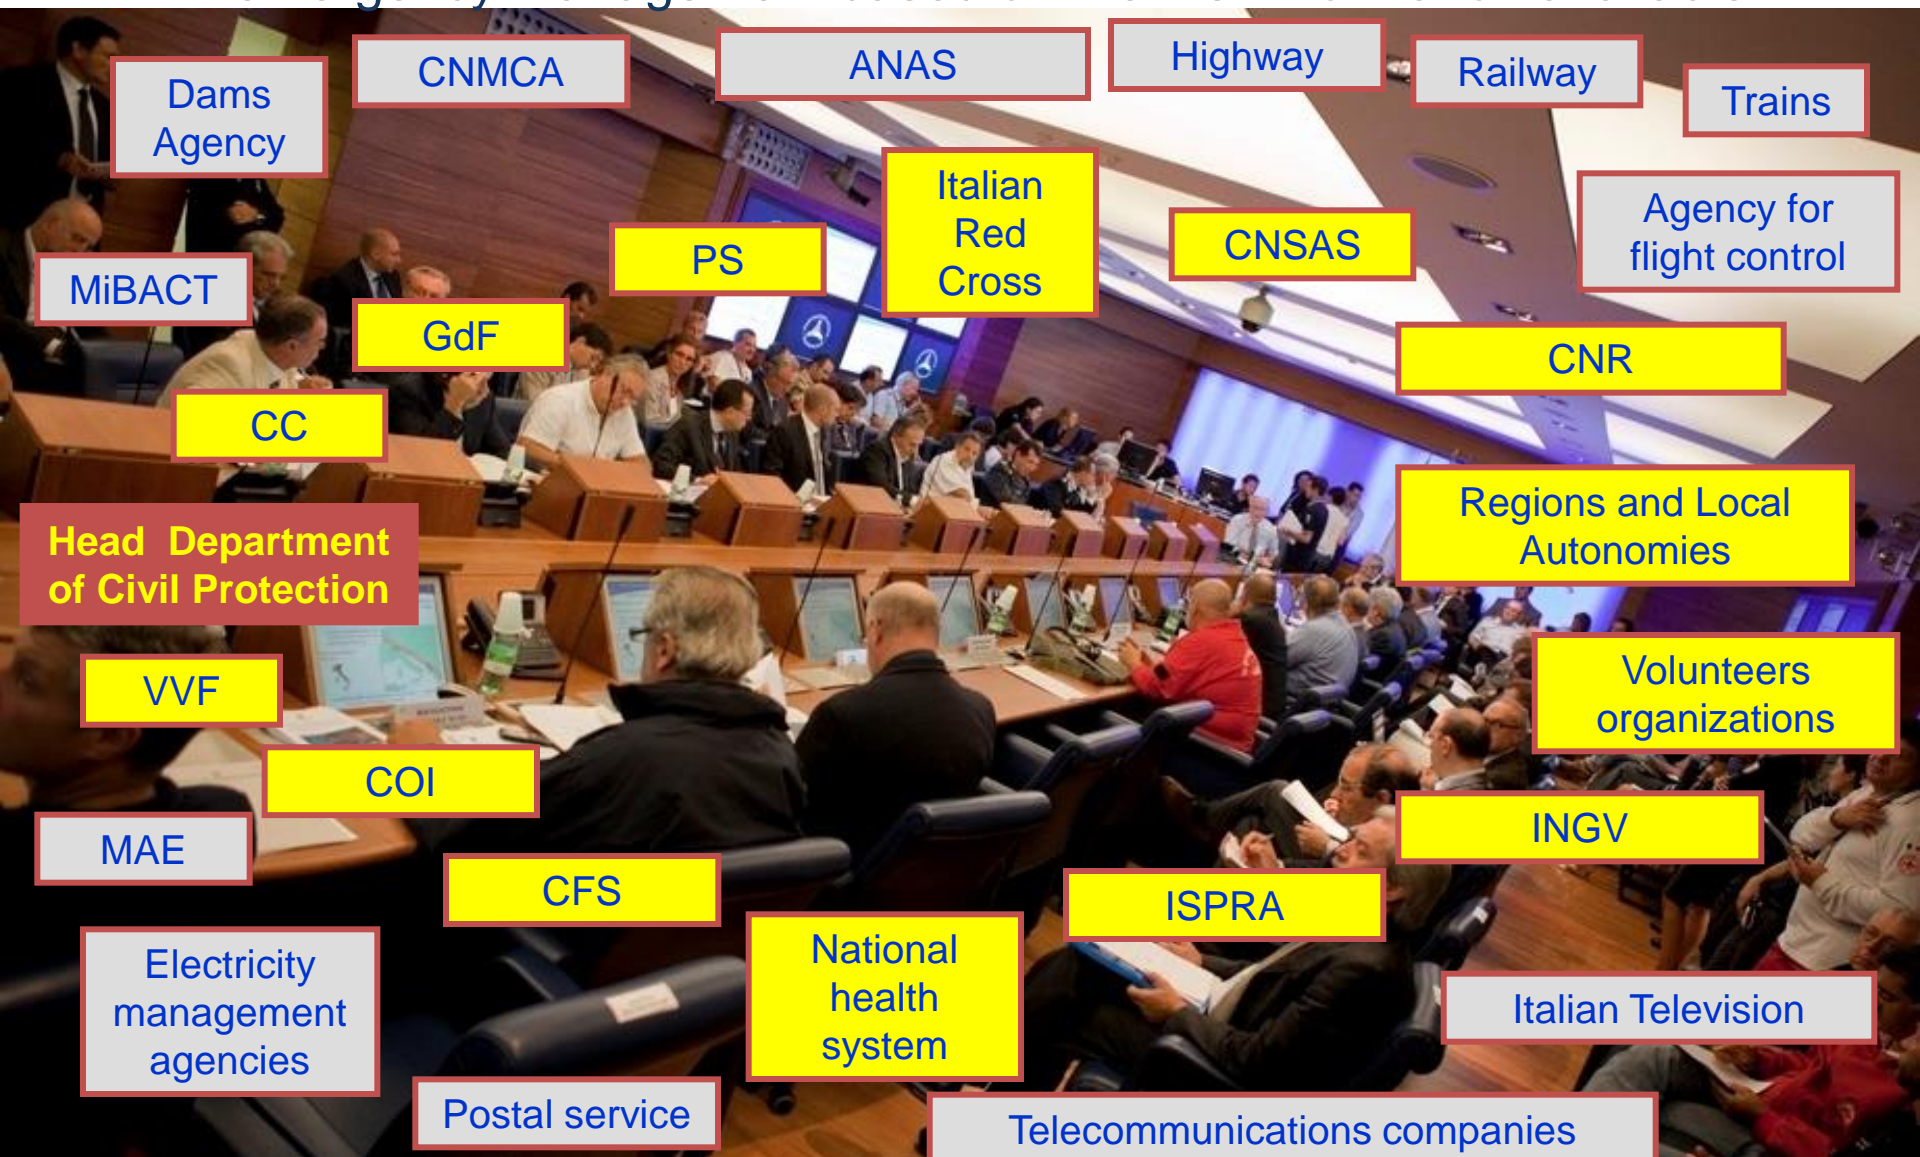 CNMCA
ANAS
Highway
Railway
Trains
Dams
Agency
Italian
Red
Cross
PS
CNSAS
Agency for
flight control
MiBACT
GdF
CNR
CC
Regions and Local
Autonomies
Head Department
of Civil Protection
VVF
Volunteers
organizations
COI
MAE
INGV
CFS
ISPRA
National
health
system
Electricity
management
agencies
Italian Television
Postal service
Telecommunications companies